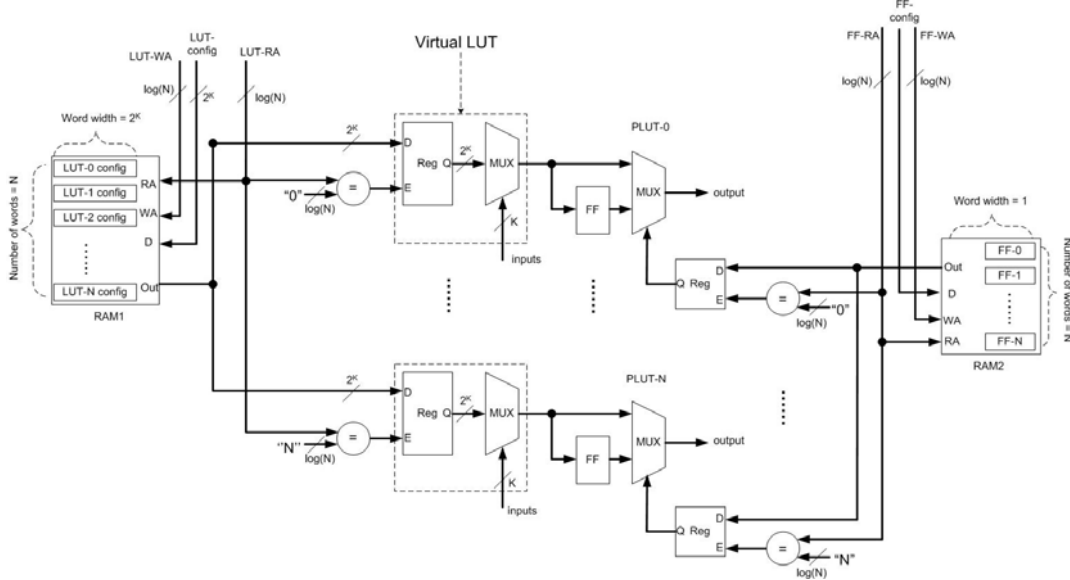 FF-
config
LUT-
config
LUT-WA
LUT-RA
Virtual LUT
FF-RA
FF-WA
log(N)
2ᴷ
log(N)
log(N)
log(N)
Word width = 2ᴷ
Number of words = N
LUT-0 config
LUT-1 config
LUT-2 config
LUT-N config
RA
WA
D
Out
RAM1
2ᴷ
D
Reg
Q
E
2ᴷ
MUX
K
inputs
"0"
log(N)
=
PLUT-0
FF
MUX
output
Q
Reg
D
E
=
"0"
log(N)
Word width = 1
Number of words = N
Out
D
WA
RA
FF-0
FF-1
FF-N
RAM2
2ᴷ
D
Reg
Q
E
2ᴷ
MUX
K
inputs
"N"
log(N)
=
PLUT-N
FF
MUX
output
Q
Reg
D
E
=
"N"
log(N)